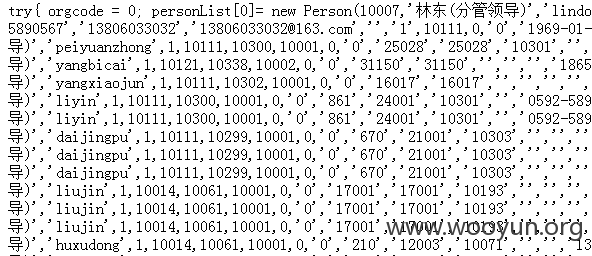 try{ orgcode = 0; personList[0]= new Person(10007,'林东(分管领导)','lindo
5890567','13806033032','13806033032@163.com','','','1',10111,0,'0','1969-01-
导)','peiyuanzhong',1,10111,10300,10001,0,'0','25028','25028','10301','','
导)','yangbicai',1,10121,10338,10002,0,'0','31150','31150','','','','','1865
导)','yangxiaojun',1,10111,10302,10001,0,'0','16017','16017','','','','','
导)','liyin',1,10111,10300,10001,0,'0','861','24001','10301','','0592-589
导)','liyin',1,10111,10300,10001,0,'0','861','24001','10301','','0592-589
导)','daijingpu',1,10111,10299,10001,0,'0','670','21001','10303','','','',
导)','daijingpu',1,10111,10299,10001,0,'0','670','21001','10303','','','',
导)','daijingpu',1,10111,10299,10001,0,'0','670','21001','10303','','','',
导)','liujin',1,10014,10061,10001,0,'0','17001','17001','10193','','','','
导)','liujin',1,10014,10061,10001,0,'0','17001','17001','10193','','','','
导)','liujin',1,10014,10061,10001,0,'0','17001','17001','10193','','','','
导)','huxudong',1,10014,10061,10001,0,'0','210','12003','10071','','','13
www.wooyun.org